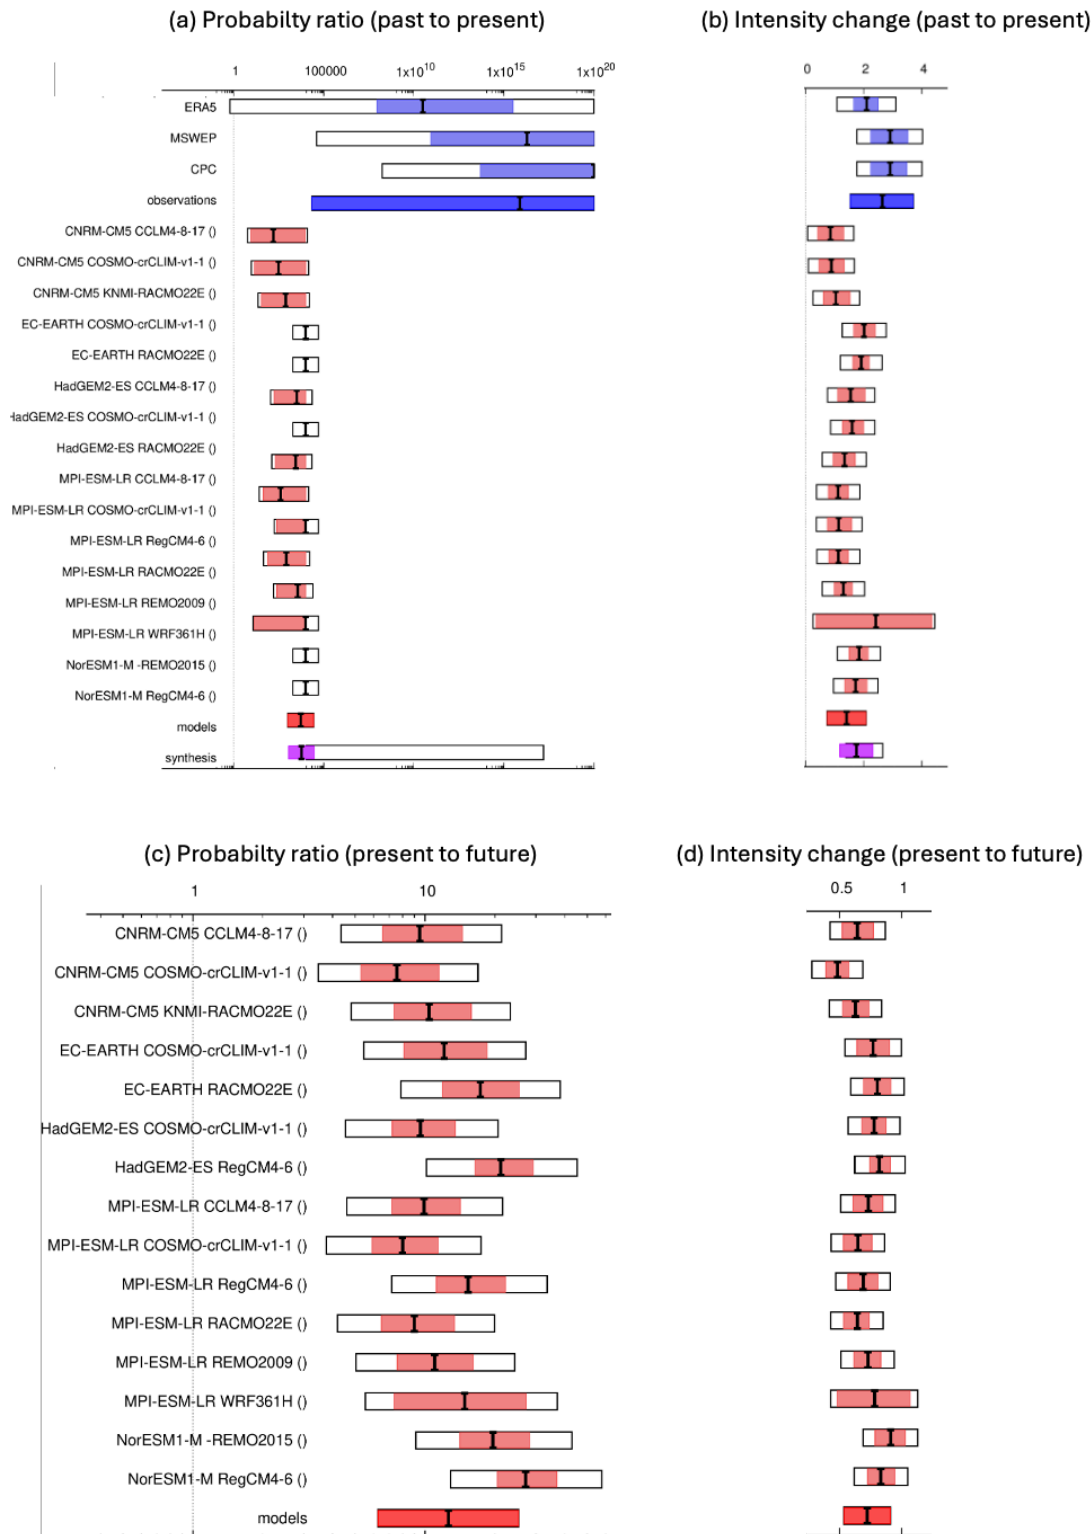 (a) Probabilty ratio (past to present)
(b) Intensity change (past to present)
1 100000 1x10^10 1x10^15 1x10^20
0 2 4
ERA5
MSWEP
CPC
observations
CNRM-CM5 CCLM4-8-17 ()
CNRM-CM5 COSMO-crCLIM-v1-1 ()
CNRM-CM5 KNMI-RACMO22E ()
EC-EARTH COSMO-crCLIM-v1-1 ()
EC-EARTH RACMO22E ()
HadGEM2-ES CCLM4-8-17 ()
HadGEM2-ES COSMO-crCLIM-v1-1 ()
HadGEM2-ES RACMO22E ()
MPI-ESM-LR CCLM4-8-17 ()
MPI-ESM-LR COSMO-crCLIM-v1-1 ()
MPI-ESM-LR RegCM4-6 ()
MPI-ESM-LR RACMO22E ()
MPI-ESM-LR REMO2009 ()
MPI-ESM-LR WRF361H ()
NorESM1-M -REMO2015 ()
NorESM1-M RegCM4-6 ()
models
synthesis
(c) Probabilty ratio (present to future)
(d) Intensity change (present to future)
1 10
0.5 1
CNRM-CM5 CCLM4-8-17 ()
CNRM-CM5 COSMO-crCLIM-v1-1 ()
CNRM-CM5 KNMI-RACMO22E ()
EC-EARTH COSMO-crCLIM-v1-1 ()
EC-EARTH RACMO22E ()
HadGEM2-ES COSMO-crCLIM-v1-1 ()
HadGEM2-ES RegCM4-6 ()
MPI-ESM-LR CCLM4-8-17 ()
MPI-ESM-LR COSMO-crCLIM-v1-1 ()
MPI-ESM-LR RegCM4-6 ()
MPI-ESM-LR RACMO22E ()
MPI-ESM-LR REMO2009 ()
MPI-ESM-LR WRF361H ()
NorESM1-M -REMO2015 ()
NorESM1-M RegCM4-6 ()
models